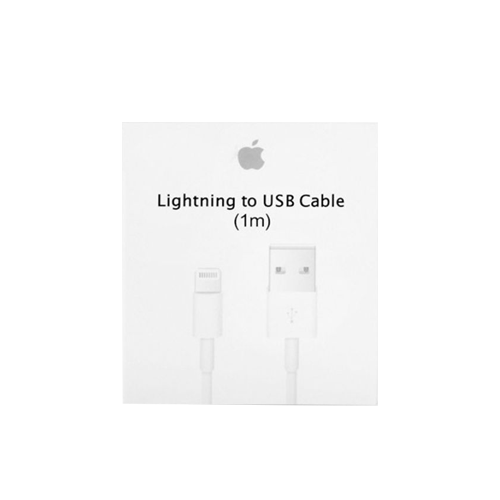 Lightning to USB Cable
(1m)